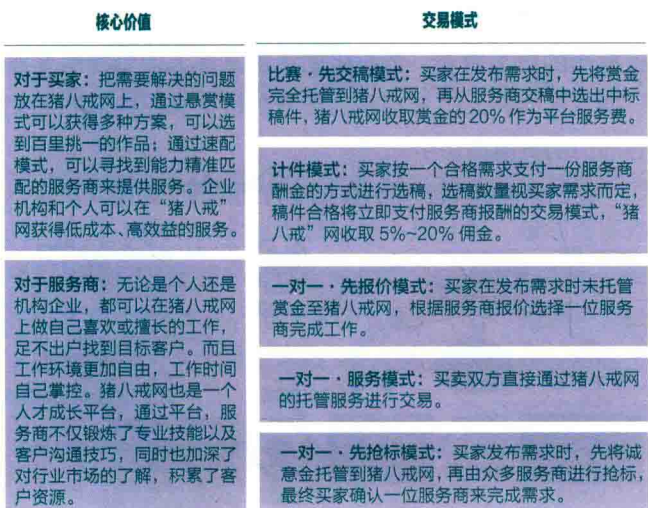 核心价值
对于买家：把需要解决的问题
放在猪八戒网上，通过悬赏模
式可以获得多种方案，可以选
到百里挑一的作品；通过速配
模式，可以寻找到能力精准匹
配的服务商来提供服务。企业
机构和个人可以在“猪八戒”
网获得低成本、高效益的服务。
对于服务商：无论是个人还是
机构企业，都可以在猪八戒网
上做自己喜欢或擅长的工作，
足不出户找到目标客户。而且
工作环境更加自由，工作时间
自己掌控。猪八戒网也是一个
人才成长平台，通过平台，服
务商不仅锻炼了专业技能以及
客户沟通技巧，同时也加深了
对行业市场的了解，积累了客
户资源。
交易模式
比赛·先交稿模式：买家在发布需求时，先将赏金
完全托管到猪八戒网，再从服务商交稿中选出中标
稿件，猪八戒网收取赏金的20%作为平台服务费。
计件模式：买家按一个合格需求支付一份服务商
酬金的方式进行选稿，选稿数量视买家需求而定，
稿件合格将立即支付服务商报酬的交易模式，“猪
八戒”网收取5%~20%佣金。
一对一·先报价模式：买家在发布需求时未托管
赏金至猪八戒网，根据服务商报价选择一位服务
商完成工作。
一对一·服务模式：买卖双方直接通过猪八戒网
的托管服务进行交易。
一对一·先抢标模式：买家发布需求时，先将诚
意金托管到猪八戒网，再由众多服务商进行抢标，
最终买家确认一位服务商来完成需求。